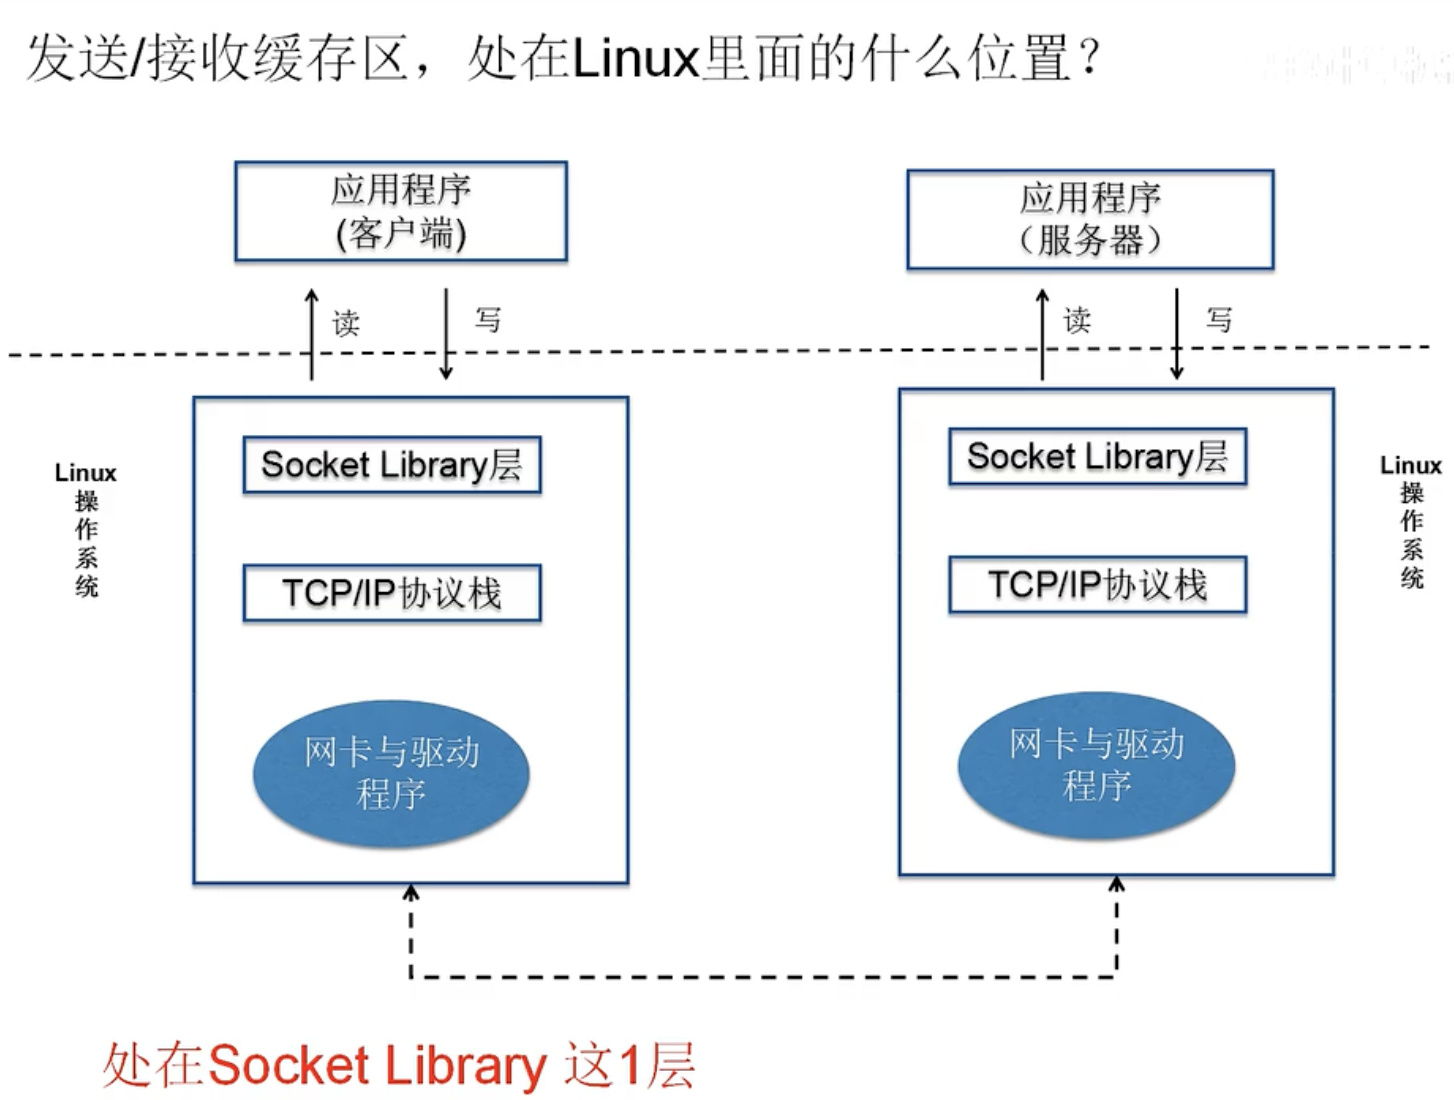 发送/接收缓存区，处在Linux里面的什么位置？
应用程序
(客户端)
应用程序
（服务器）
读
写
读
写
Linux
操
作
系
统
Socket Library层
TCP/IP协议栈
网卡与驱动
程序
Socket Library层
TCP/IP协议栈
网卡与驱动
程序
Linux
操
作
系
统
处在Socket Library 这1层